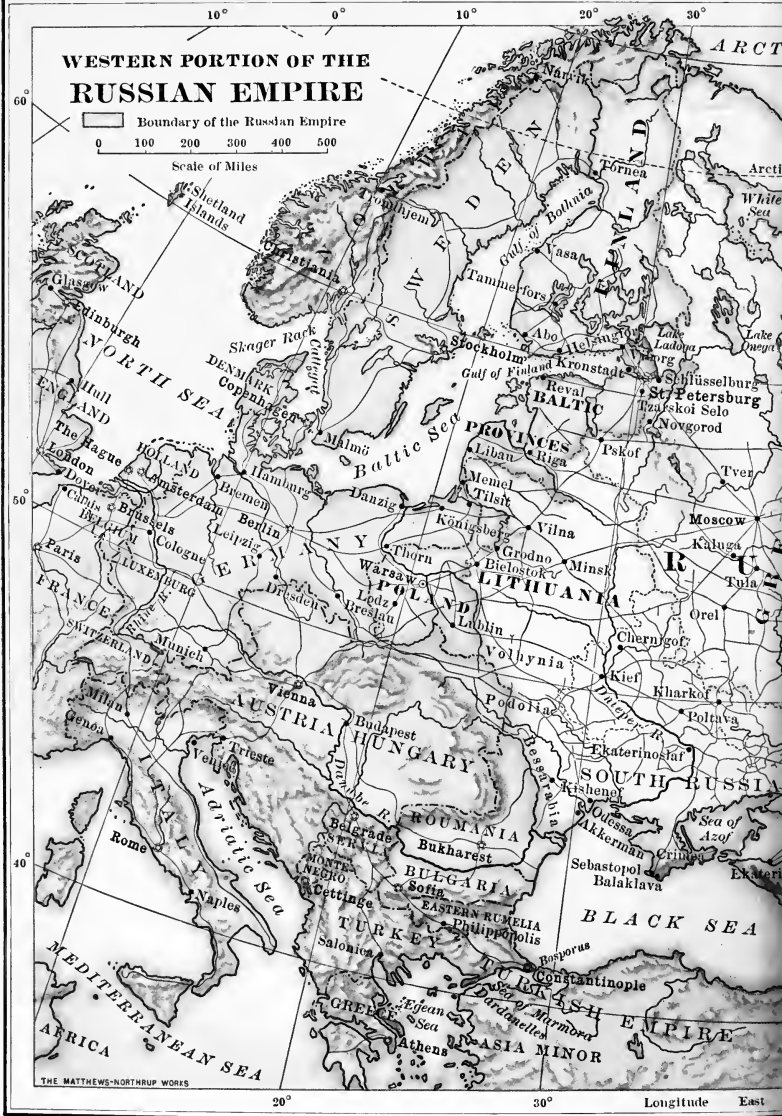 10°
0°
10°
20°
30°
WESTERN PORTION OF THE
RUSSIAN EMPIRE
Boundary of the Russian Empire
0 100 200 300 400 500
Scale of Miles
60°
ARCT
Narvik
Shetland
Islands
NORWAY
SWEDEN
FINLAND
Tornea
Arcti
White
Sea
Trondhjem
Gulf of Bothnia
Vasa
Christiania
Tammerfors
SCOTLAND
Glasgow
Edinburgh
Abo
Helsingfors
Lake
Ladoga
Lake
Onega
Skager Rack
Cattegat
Stockholm
Viborg
Kronstadt
Gulf of Finland
Schlüsselburg
St. Petersburg
Tzarskoi Selo
Novgorod
NORTH SEA
DENMARK
Copenhagen
Reval
BALTIC
PROVINCES
Hull
ENGLAND
Malmö
Baltic Sea
Libau
Riga
Pskof
The Hague
London
Dover
Calais
HOLLAND
Amsterdam
Hamburg
Bremen
Memel
Tilsit
Tver
50°
Danzig
Königsberg
Moscow
Brussels
BELGIUM
Cologne
Berlin
Leipzig
GERMANY
Vilna
Kaluga
Paris
Thorn
Grodno
Bielostok
Minsk
RU
Tula
LUXEMBURG
Warsaw
POLAND
LITHUANIA
GRE
FRANCE
Rhine R.
Dresden
Lodz
Breslau
Lublin
Orel
SWITZERLAND
Munich
Volhynia
Chernigof
Kief
Vienna
Podolia
Dnieper R.
Kharkof
Poltava
Milan
Genoa
AUSTRIA HUNGARY
Budapest
Ekaterinoslaf
Venice
Trieste
Bessarabia
SOUTH RUSSIA
Kishenef
ITALY
Adriatic Sea
Danube R.
ROUMANIA
Odessa
Akkerman
Sea of
Azof
Belgrade
SERVIA
Bukharest
Crimea
Ekateri
Rome
40°
MONTE-
NEGRO
Cettinge
BULGARIA
Sofia
Sebastopol
Balaklava
Naples
EASTERN RUMELIA
Philippopolis
BLACK SEA
TURKEY
Salonica
Bosporus
Constantinople
MEDITERRANEAN SEA
GREECE
Ægean
Sea
Sea of Marmora
Dardanelles
TURKISH EMPIRE
AFRICA
Athens
ASIA MINOR
THE MATTHEWS-NORTHRUP WORKS
20°
30°
Longitude East